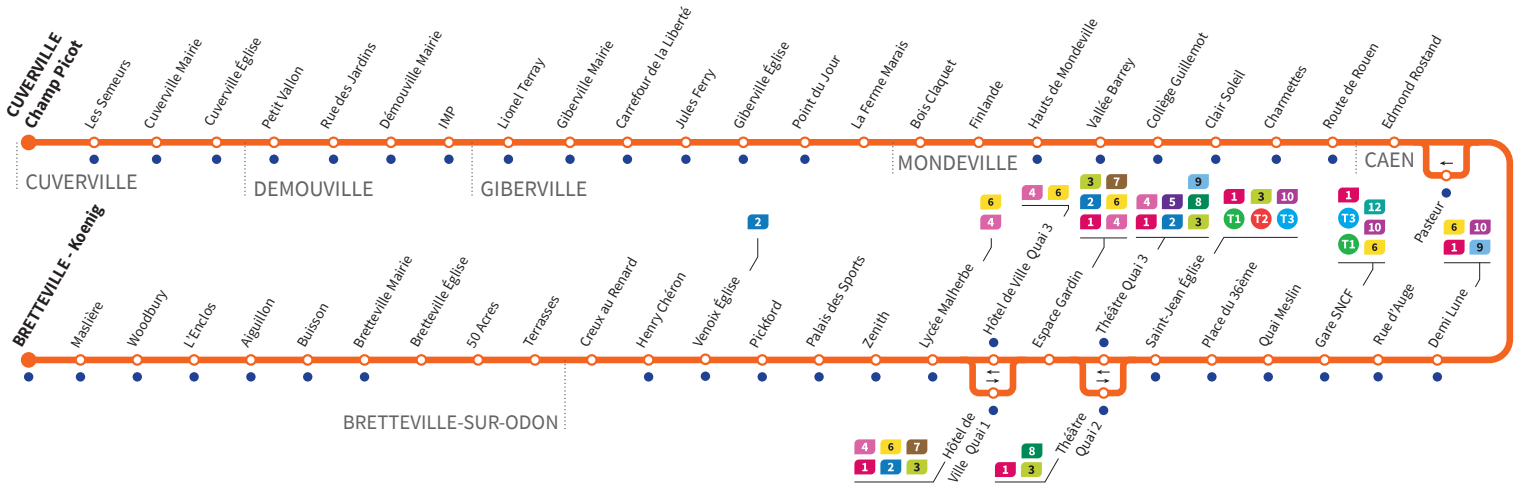 CUVERVILLE
Champ Picot
Les Semeurs
Cuverville Mairie
Cuverville Église
Petit Vallon
Rue des Jardins
Démouville Mairie
IMP
Lionel Terray
Giberville Mairie
Carrefour de la Liberté
Jules Ferry
Giberville Église
Point du Jour
La Ferme Marais
Bois Claquet
Finlande
Hauts de Mondeville
Vallée Barrey
Collège Guillemot
Clair Soleil
Charmettes
Route de Rouen
Edmond Rostand
CUVERVILLE
DEMOUVILLE
GIBERVILLE
MONDEVILLE
CAEN
Pasteur
BRETTEVILLE - Koenig
Maslière
Woodbury
L'Enclos
Aiguillon
Buisson
Bretteville Mairie
Bretteville Église
50 Acres
Terrasses
Creux au Renard
Henry Chéron
Venoix Église
2
Pickford
Palais des Sports
Zenith
Lycée Malherbe
6
4
Hôtel de Ville Quai 3
4 6
Espace Gardin
3 7
2 6
1 4
Théâtre Quai 3
9
4 5 8
1 2 3
Saint-Jean Église
1 3 10
T1 T2 T3
Place du 36ème
Quai Meslin
Gare SNCF
1
T3 12
10
T1 6
Rue d'Auge
Demi Lune
6 10
1 9
BRETTEVILLE-SUR-ODON
Hôtel de
Ville Quai 1
4 6 7
1 2 3
Théâtre
Quai 2
8
1 3